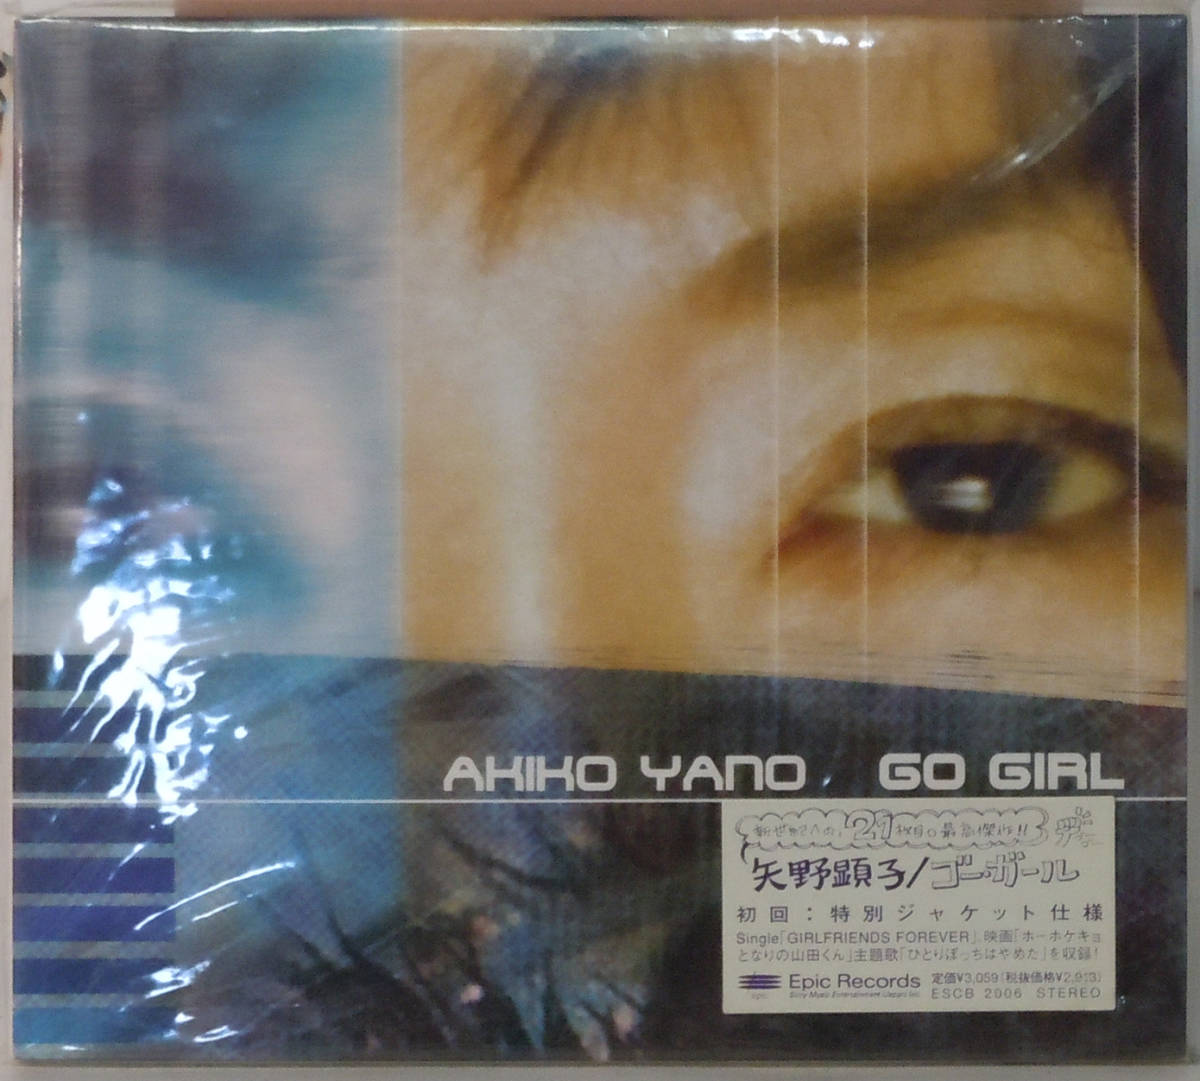 AKIKO YANO GO GIRL
新世紀への、21枚目。最高傑作!!
矢野顕子/ゴー・ガール
初回:特別ジャケット仕様
Single「GIRLFRIENDS FOREVER」、映画「ホーホケキョ
となりの山田くん」主題歌「ひとりぼっちはやめた」を収録!
epic
Epic Records
Sony Music Entertainment (Japan) Inc.
定価¥3,059(税抜価格¥2,913)
ESCB 2006 STEREO